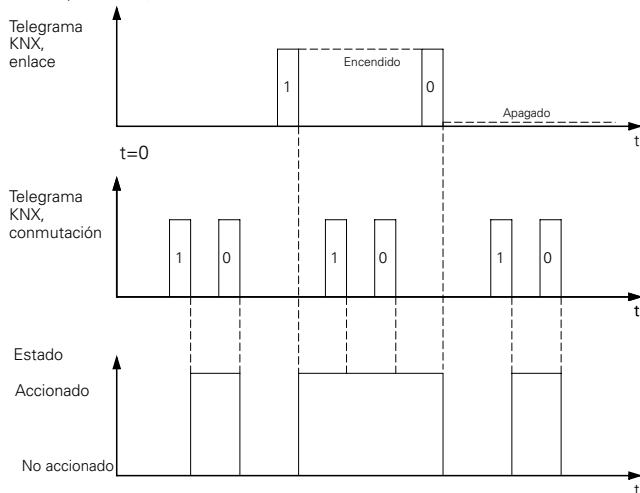 Telegrama
KNX,
enlace
Encendido
1
0
Apagado
t
t=0
Telegrama
KNX,
conmutación
1
0
1
0
1
0
t
Estado
Accionado
No accionado
t